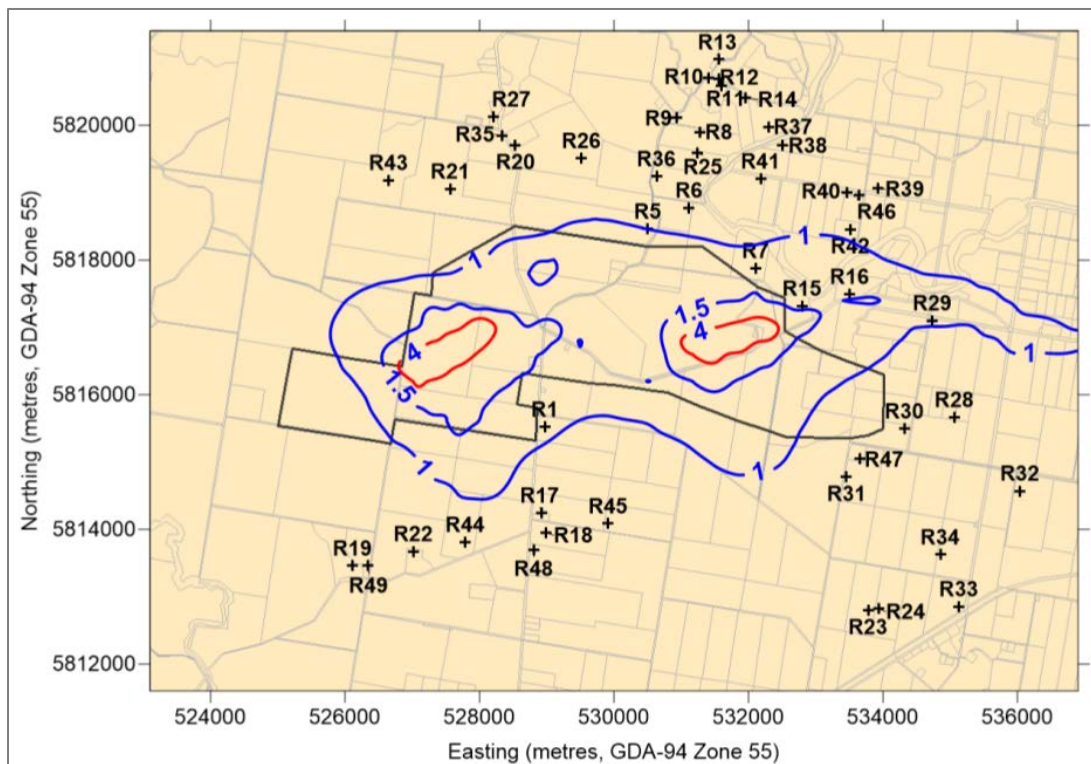 R13
R10 R12
R11 R14
R27
R9
R37
5820000
R35
R8
R38
R26
R20
R36
R25
R41
R43
R21
R6
R40 R39
R46
R5
R42
1
1
5818000
R7
R16
R15
R29
1.5
4
Northing (metres, GDA-94 Zone 55)
4
1
1.5
5816000
R28
R1
R30
1
1
R47
R32
R31
R17
R45
5814000
R44
R18
R22
R34
R19
R48
R49
R33
R24
R23
5812000
524000 526000 528000 530000 532000 534000 536000
Easting (metres, GDA-94 Zone 55)